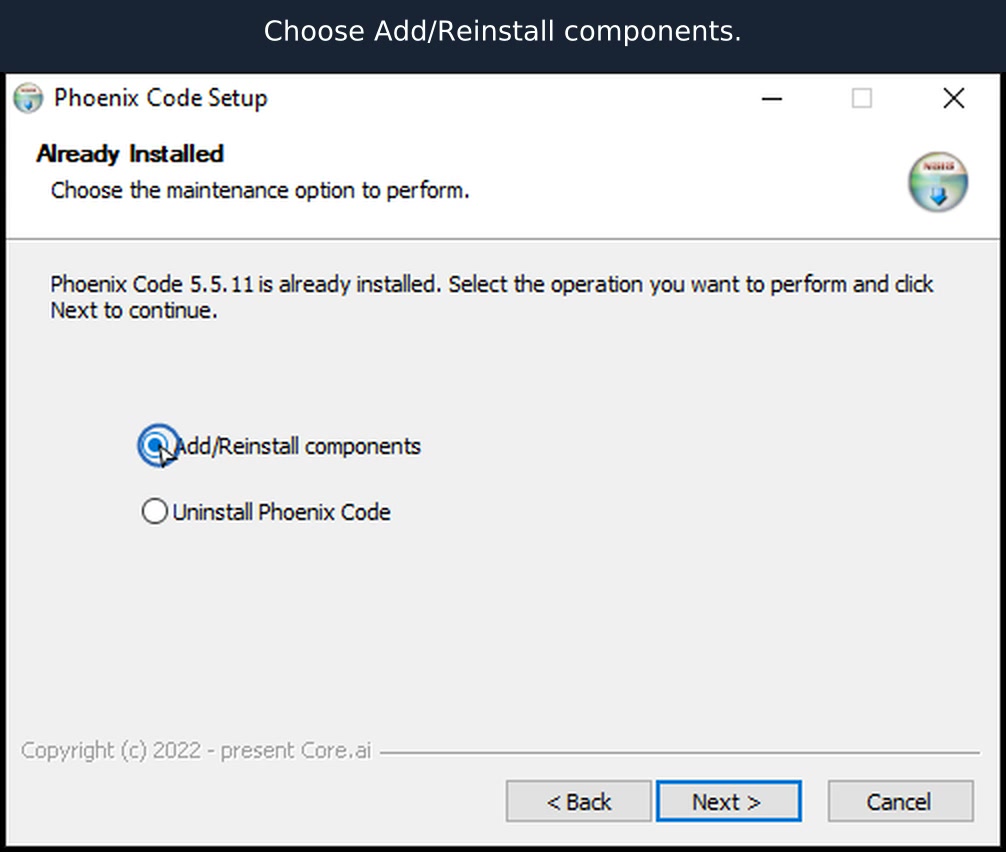 Choose Add/Reinstall components.
Phoenix Code Setup
Already Installed
Choose the maintenance option to perform.
NSIS
Phoenix Code 5.5.11 is already installed. Select the operation you want to perform and click
Next to continue.
Add/Reinstall components
Uninstall Phoenix Code
Copyright (c) 2022 - present Core.ai
< Back
Next >
Cancel